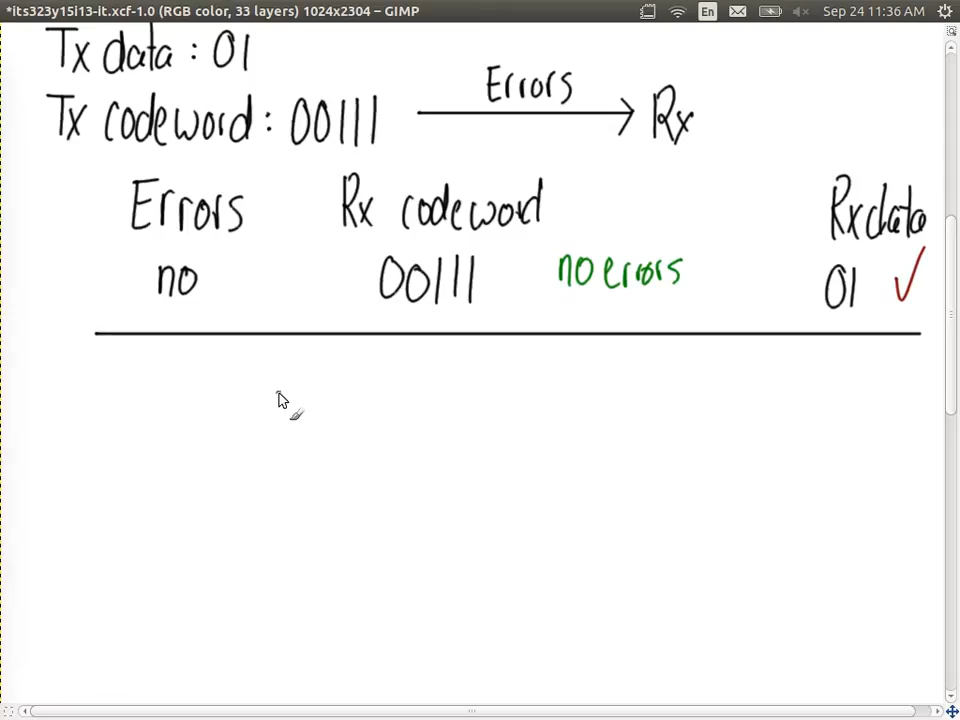 *its323y15i13-it.xcf-1.0 (RGB color, 33 layers) 1024x2304 – GIMP En Sep 24 11:36 AM
Tx data : 01
Tx codeword : 00111 Errors Rx
Errors Rx codeword Rx data
no 00111 no errors 01 ✓